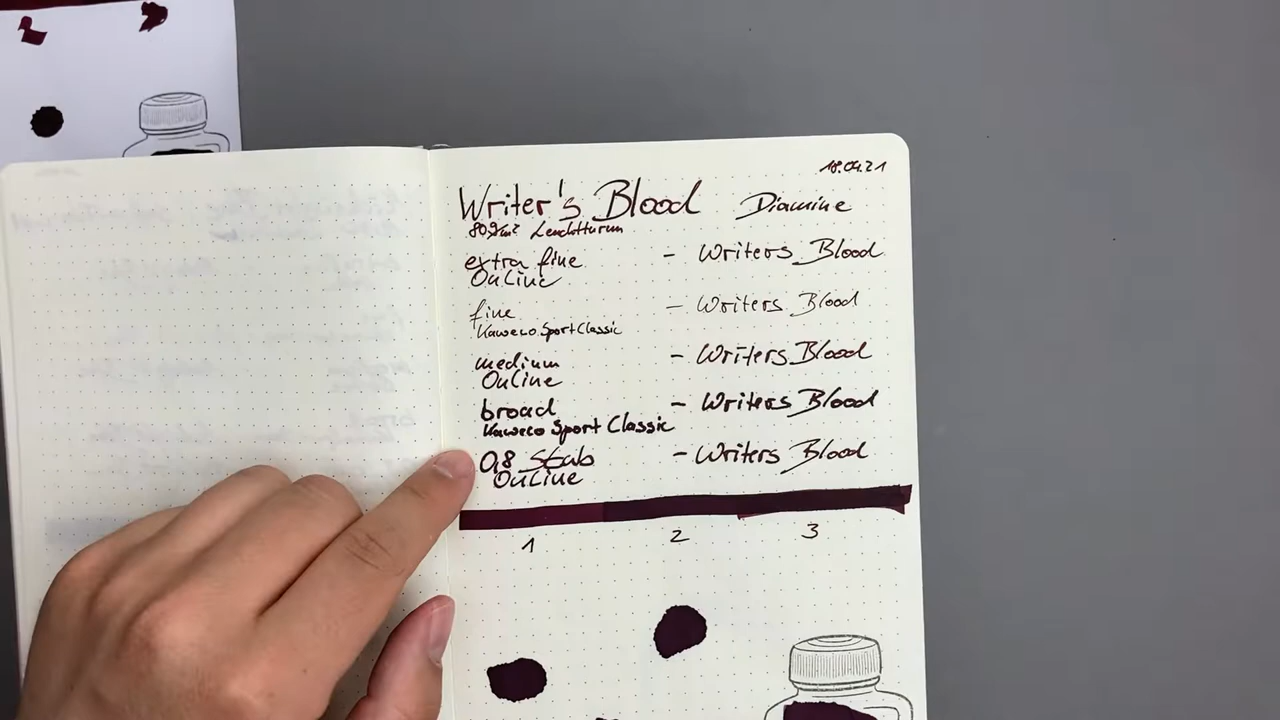 18.04.21
Writer's Blood Diamine
80g/m² Leuchtturm
extra fine - Writers Blood
OnLine
fine - Writers Blood
Kaweco Sport Classic
medium - Writers Blood
OnLine
broad - Writers Blood
Kaweco Sport Classic
0,8 Stub - Writers Blood
OnLine
1 2 3